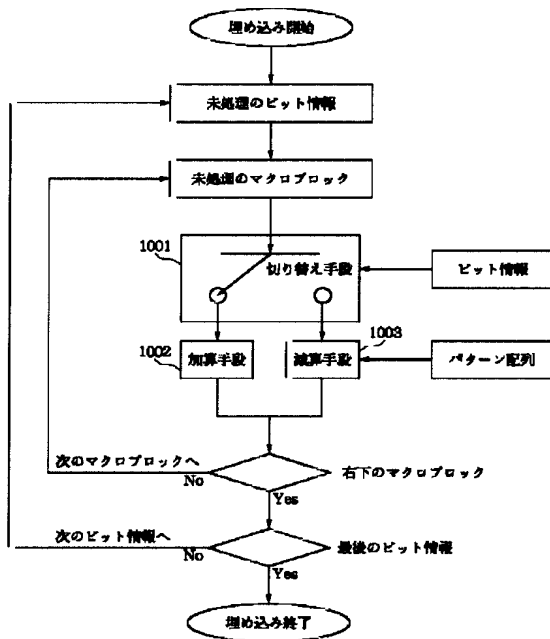 埋め込み開始
未処理のビット情報
未処理のマクロブロック
1001
切り替え手段
ビット情報
1002
加算手段
減算手段
1003
パターン配列
次のマクロブロックへ
No
右下のマクロブロック
Yes
次のビット情報へ
No
最後のビット情報
Yes
埋め込み終了